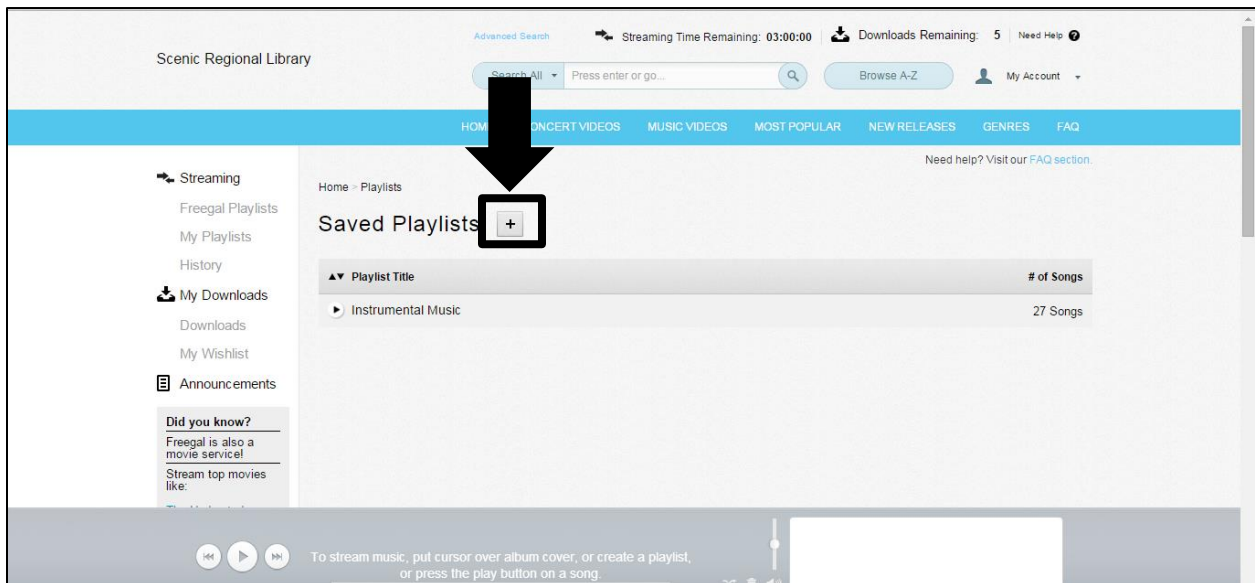 Advanced Search
Streaming Time Remaining: 03:00:00
Downloads Remaining: 5
Need Help
Scenic Regional Library
Search All
Press enter or go...
Browse A-Z
My Account
MUSIC VIDEOS
MOST POPULAR
NEW RELEASES
GENRES
FAQ
Need help? Visit our FAQ section.
Streaming
Freegal Playlists
My Playlists
History
My Downloads
Downloads
My Wishlist
Announcements
Did you know?
Freegal is also a
movie service!
Stream top movies
like:
Home > Playlists
Saved Playlists +
Playlist Title
# of Songs
Instrumental Music
27 Songs
To stream music, put cursor over album cover, or create a playlist,
or press the play button on a song.